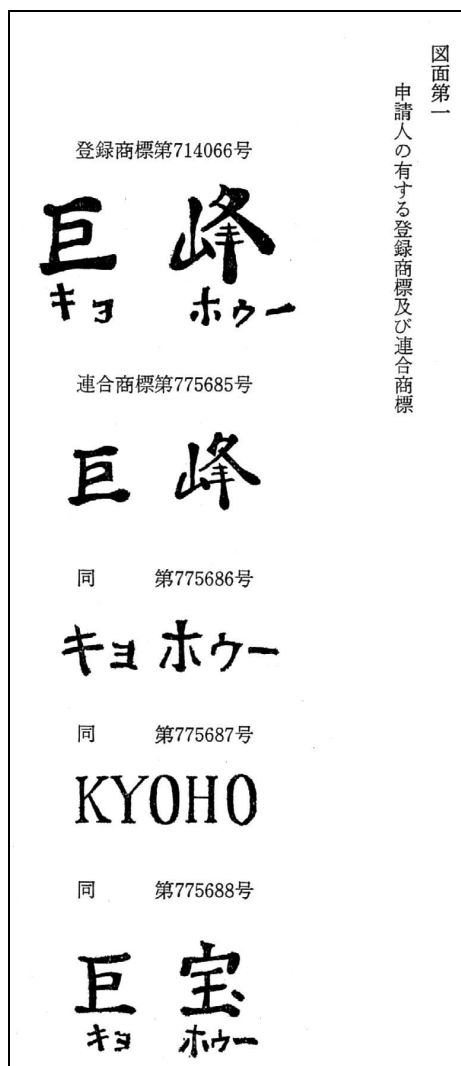 図面第一
申請人の有する登録商標及び連合商標
登録商標第714066号
巨峰
キヨホウー
連合商標第775685号
巨峰
同 第775686号
キヨホウー
同 第775687号
KYOHO
同 第775688号
巨宝
キヨホウー